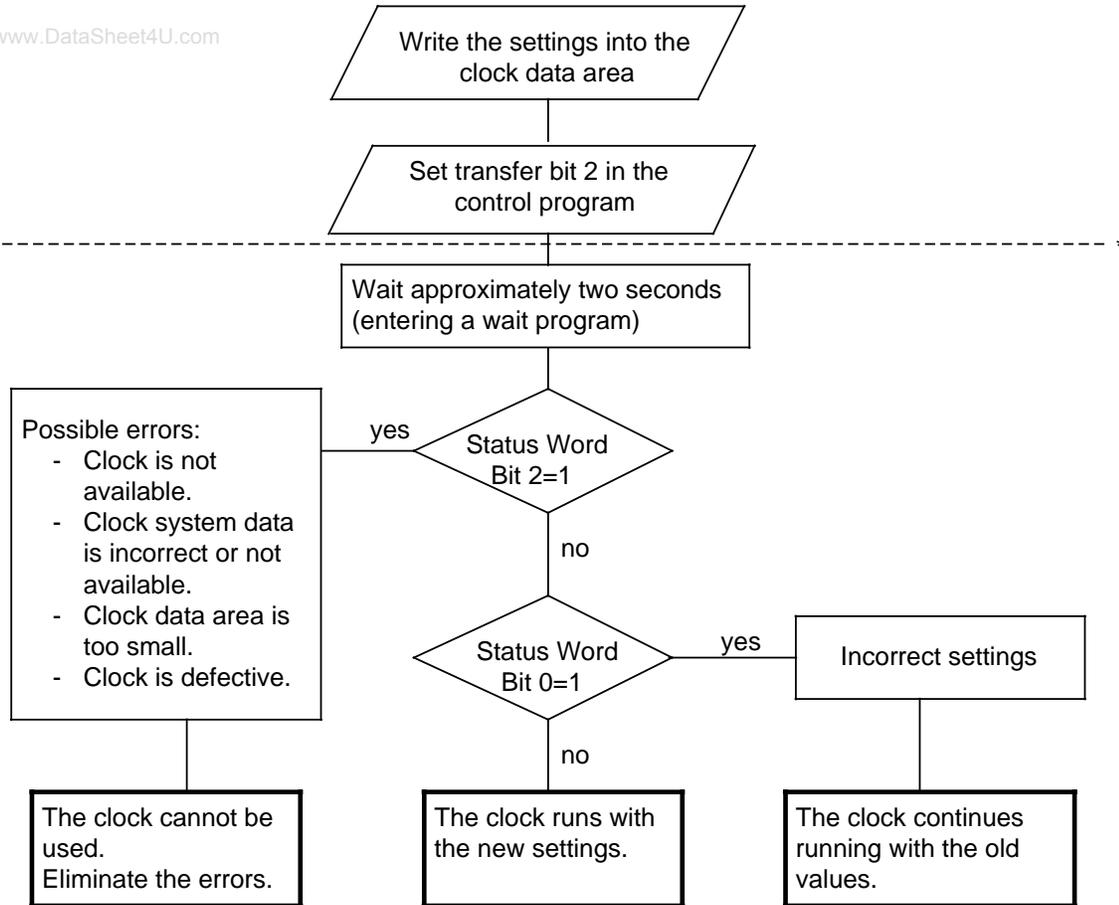 www.DataSheet4U.com
Write the settings into the
clock data area
Set transfer bit 2 in the
control program
*
Wait approximately two seconds
(entering a wait program)
Status Word
Bit 2=1
yes
Possible errors:
- Clock is not
available.
- Clock system data
is incorrect or not
available.
- Clock data area is
too small.
- Clock is defective.
no
Status Word
Bit 0=1
yes
Incorrect settings
no
The clock cannot be
used.
Eliminate the errors.
The clock runs with
the new settings.
The clock continues
running with the old
values.